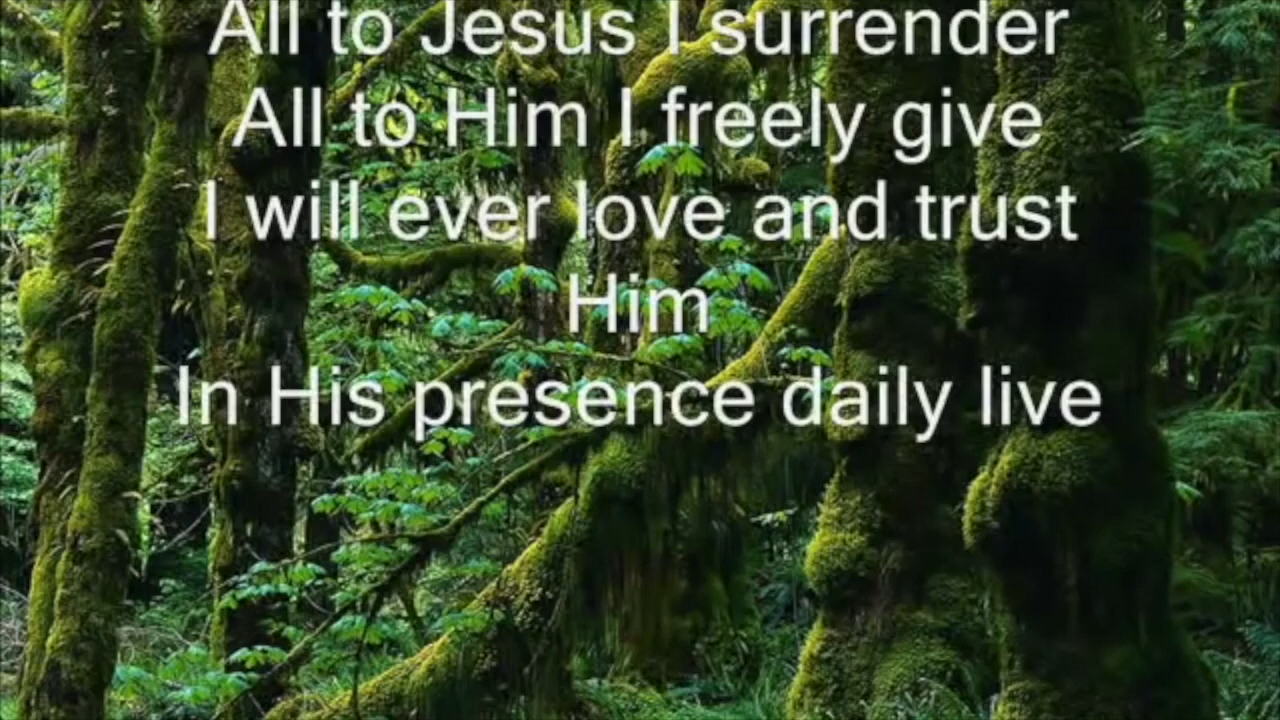 All to Jesus I surrender
All to Him I freely give
I will ever love and trust
Him
In His presence daily live